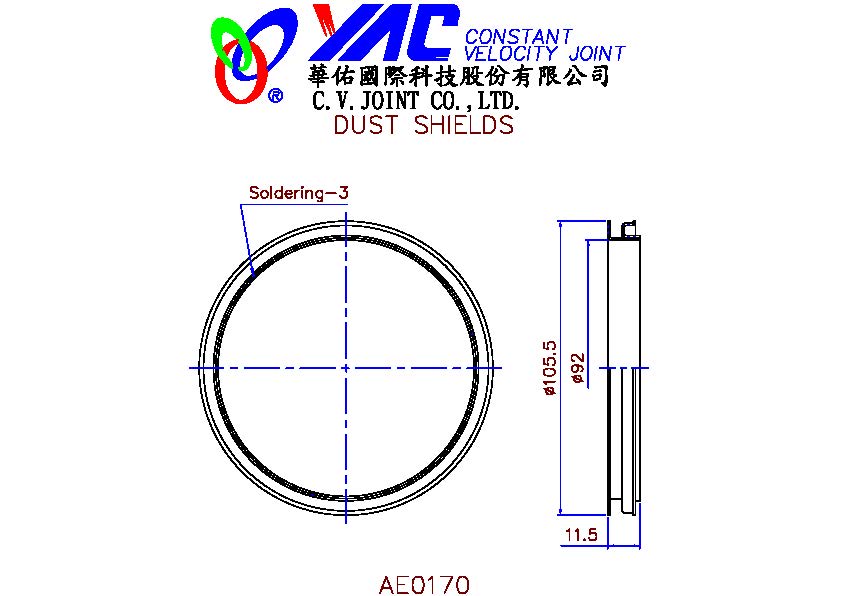 YAC CONSTANT
VELOCITY JOINT
®
華佑國際科技股份有限公司
C.V.JOINT CO.,LTD.
DUST SHIELDS
Soldering-3
ø105.5
ø92
11.5
AE0170